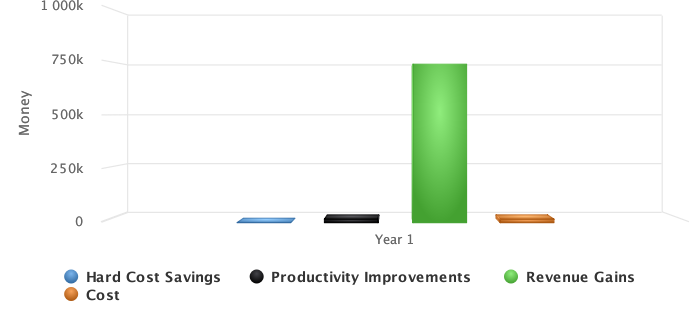 1 000k
750k
500k
250k
0
Money
Year 1
Hard Cost Savings
Productivity Improvements
Revenue Gains
Cost